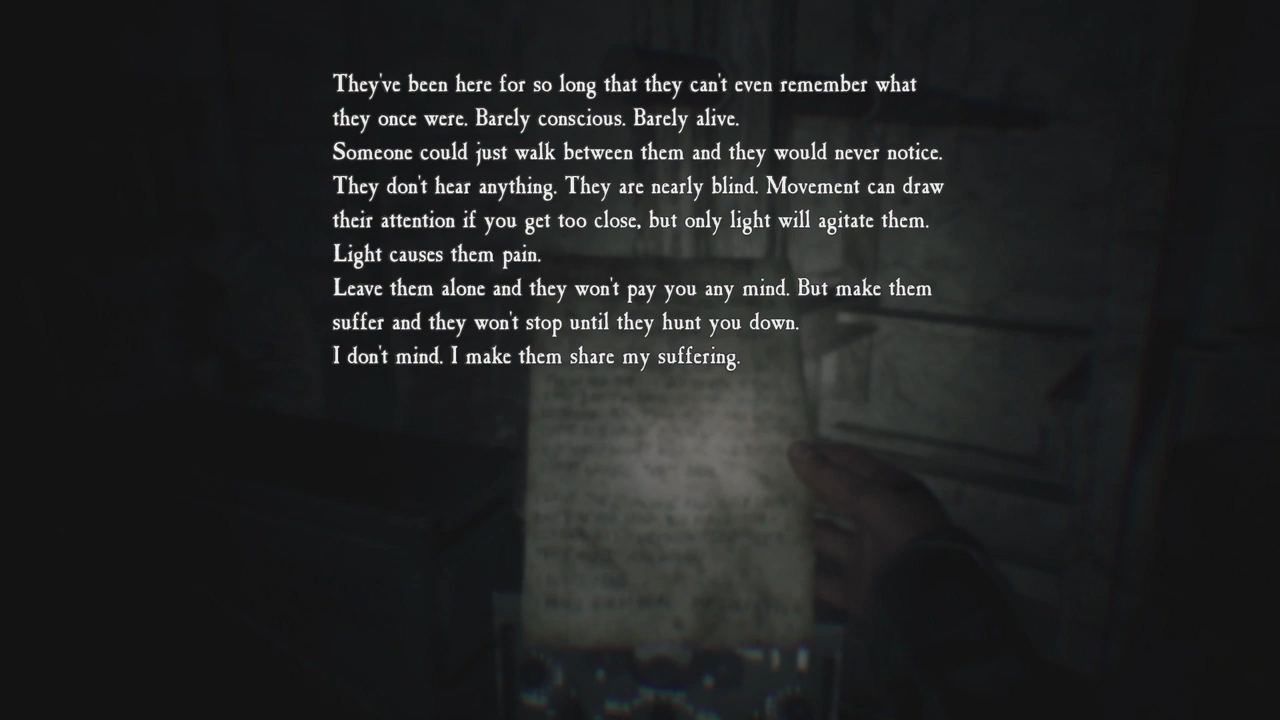 They've been here for so long that they can't even remember what
they once were. Barely conscious. Barely alive.
Someone could just walk between them and they would never notice.
They don't hear anything. They are nearly blind. Movement can draw
their attention if you get too close, but only light will agitate them.
Light causes them pain.
Leave them alone and they won't pay you any mind. But make them
suffer and they won't stop until they hunt you down.
I don't mind. I make them share my suffering.